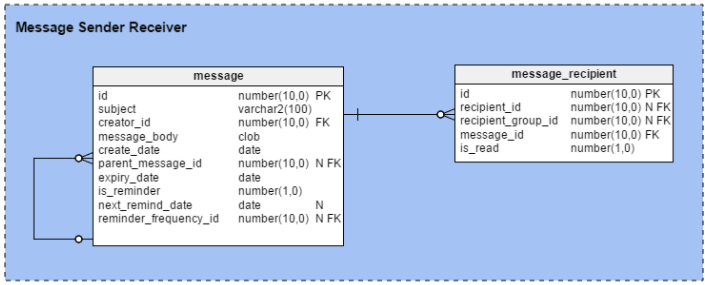 Message Sender Receiver
message
id number(10,0) PK
subject varchar2(100)
creator_id number(10,0) FK
message_body clob
create_date date
parent_message_id number(10,0) N FK
expiry_date date
is_reminder number(1,0)
next_remind_date date N
reminder_frequency_id number(10,0) N FK
message_recipient
id number(10,0) PK
recipient_id number(10,0) N FK
recipient_group_id number(10,0) N FK
message_id number(10,0) FK
is_read number(1,0)